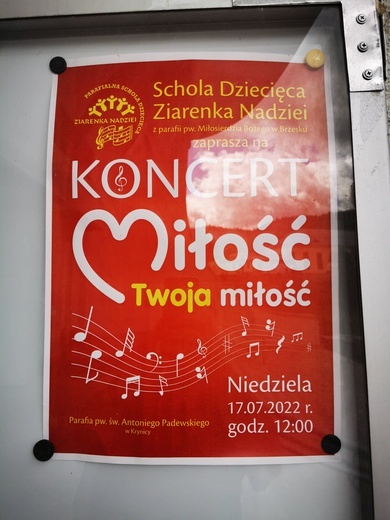 PARAFIALNA SCHOLA DZIECIĘCA
ZIARENKA NADZIEI
Schola Dziecięca
Ziarenka Nadziei
z parafii pw. Miłosierdzia Bożego w Brzesku
zaprasza na
KONCERT
Miłość
Twoja miłość
Niedziela
17.07.2022 r.
godz. 12:00
Parafia pw. św. Antoniego Padewskiego
w Krynicy